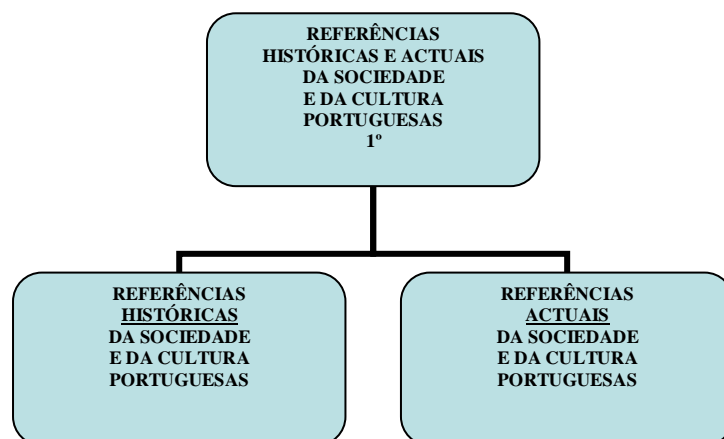 REFERÊNCIAS
HISTÓRICAS E ACTUAIS
DA SOCIEDADE
E DA CULTURA
PORTUGUESAS
1º
REFERÊNCIAS
HISTÓRICAS
DA SOCIEDADE
E DA CULTURA
PORTUGUESAS
REFERÊNCIAS
ACTUAIS
DA SOCIEDADE
E DA CULTURA
PORTUGUESAS